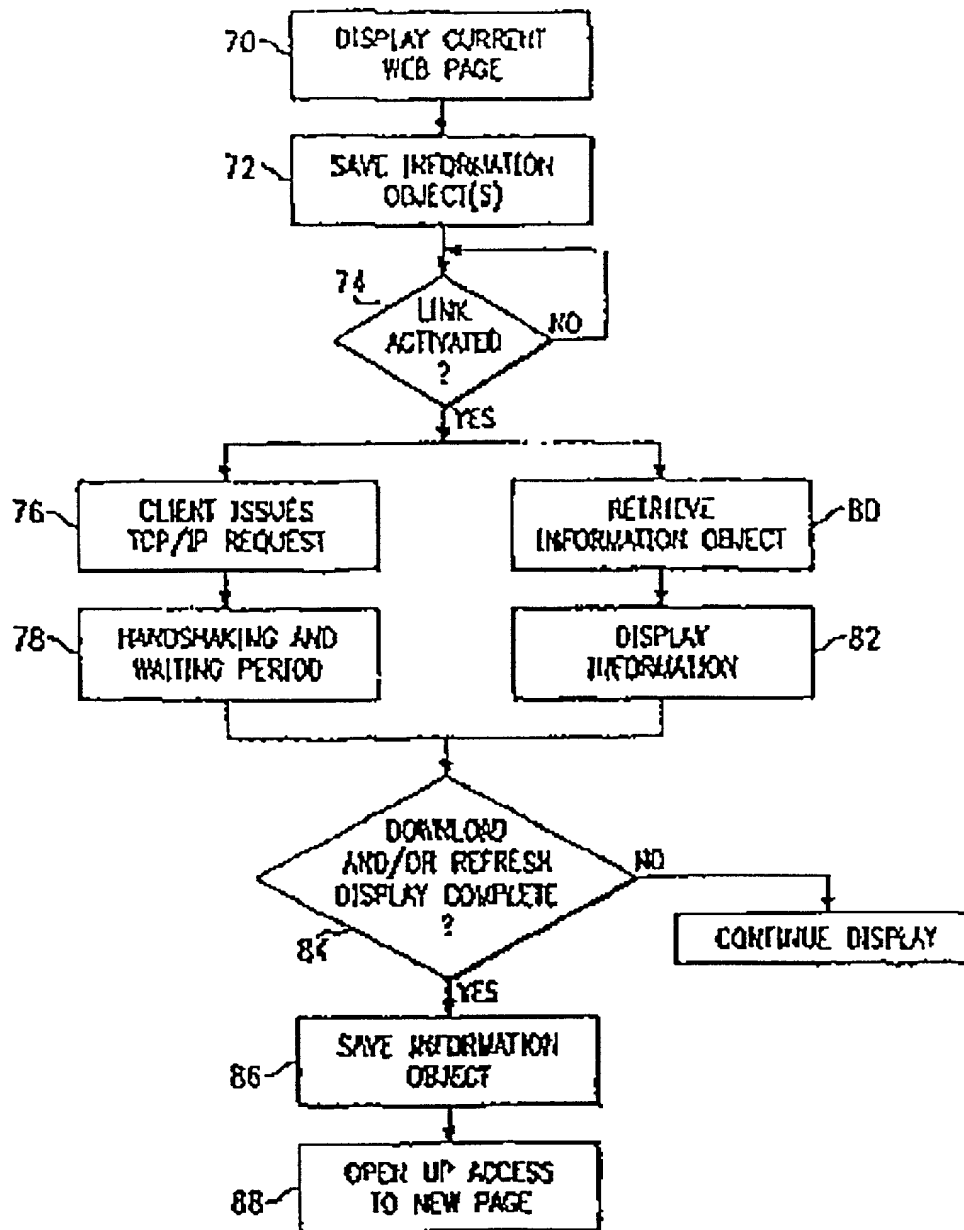 70
DISPLAY CURRENT
WEB PAGE
72
SAVE INFORMATION
OBJECT(S)
74
LINK
ACTIVATED
?
NO
YES
76
CLIENT ISSUES
TCP/IP REQUEST
RETRIEVE
INFORMATION OBJECT
80
78
HANDSHAKING AND
WAITING PERIOD
DISPLAY
INFORMATION
82
DOWNLOAD
AND/OR REFRESH
DISPLAY COMPLETE
?
NO
84
CONTINUE DISPLAY
YES
86
SAVE INFORMATION
OBJECT
88
OPEN UP ACCESS
TO NEW PAGE